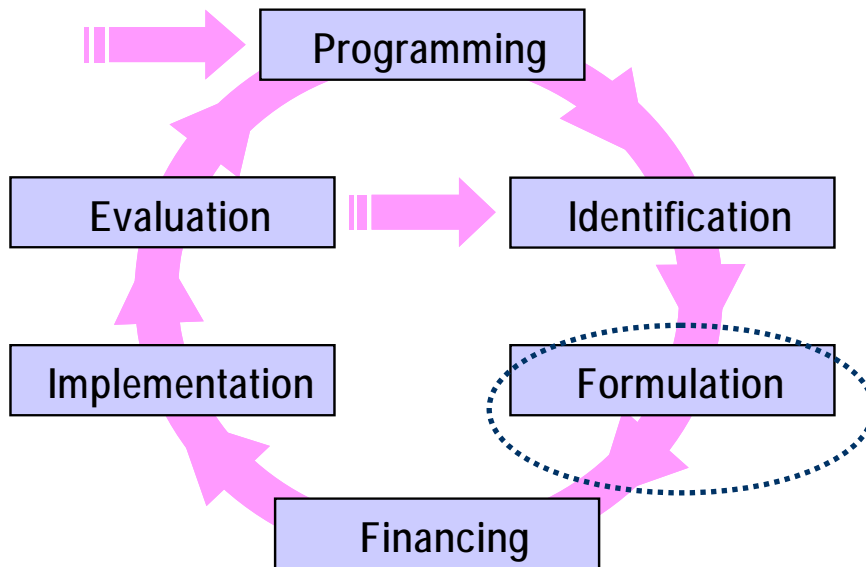 Programming
Evaluation
Identification
Implementation
Formulation
Financing